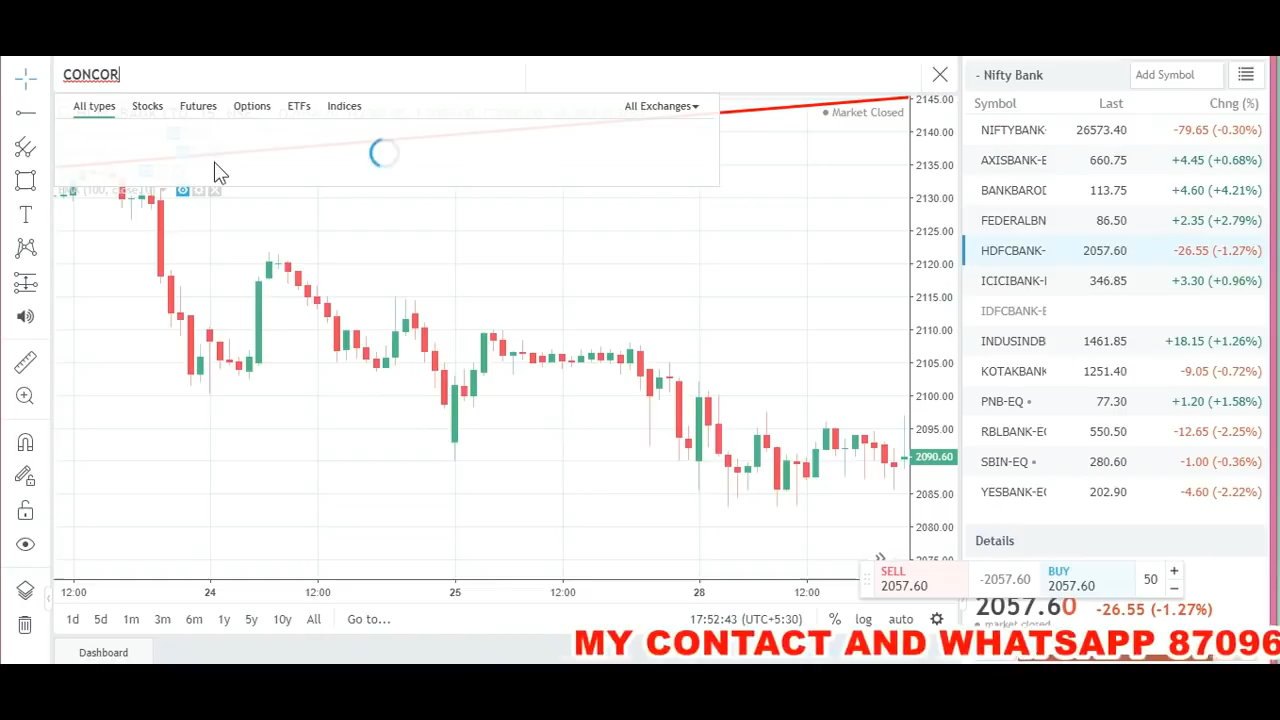 CONCOR
- Nifty Bank
Add Symbol
All types Stocks Futures Options ETFs Indices All Exchanges
Market Closed
Symbol Last Chng (%)
NIFTYBANK- 26573.40 -79.65 (-0.30%)
AXISBANK-E 660.75 +4.45 (+0.68%)
BANKBAROD 113.75 +4.60 (+4.21%)
FEDERALBN 86.50 +2.35 (+2.79%)
HDFCBANK- 2057.60 -26.55 (-1.27%)
ICICIBANK-I 346.85 +3.30 (+0.96%)
IDFCBANK-E
INDUSINDB 1461.85 +18.15 (+1.26%)
KOTAKBANK 1251.40 -9.05 (-0.72%)
PNB-EQ 77.30 +1.20 (+1.58%)
RBLBANK-EQ 550.50 -12.65 (-2.25%)
SBIN-EQ 280.60 -1.00 (-0.36%)
YESBANK-EQ 202.90 -4.60 (-2.22%)
2145.00
2140.00
2135.00
2130.00
2125.00
2120.00
2115.00
2110.00
2105.00
2100.00
2095.00
2090.60
2085.00
2080.00
2075.00
(100, close)
Details
SELL
2057.60
-2057.60
BUY
2057.60
50
+
−
2057.60 -26.55 (-1.27%)
market closed
12:00 24 12:00 25 12:00 28 12:00
1d 5d 1m 3m 6m 1y 5y 10y All Go to... 17:52:43 (UTC+5:30) % log auto
MY CONTACT AND WHATSAPP 87096
Dashboard